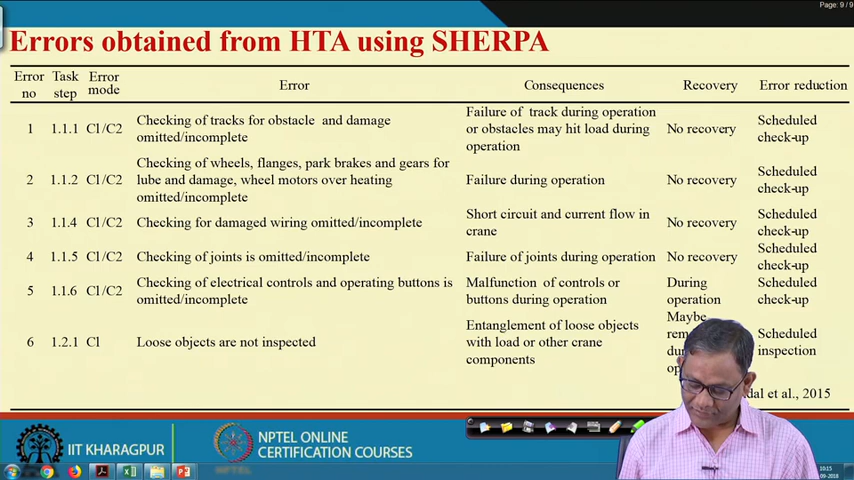 Page: 9 / 9
Errors obtained from HTA using SHERPA
Error no Task step Error mode Error Consequences Recovery Error reduction
1 1.1.1 C1/C2 Checking of tracks for obstacle and damage omitted/incomplete Failure of track during operation or obstacles may hit load during operation No recovery Scheduled check-up
2 1.1.2 C1/C2 Checking of wheels, flanges, park brakes and gears for lube and damage, wheel motors over heating omitted/incomplete Failure during operation No recovery Scheduled check-up
3 1.1.4 C1/C2 Checking for damaged wiring omitted/incomplete Short circuit and current flow in crane No recovery Scheduled check-up
4 1.1.5 C1/C2 Checking of joints is omitted/incomplete Failure of joints during operation No recovery Scheduled check-up
5 1.1.6 C1/C2 Checking of electrical controls and operating buttons is omitted/incomplete Malfunction of controls or buttons during operation During operation Scheduled check-up
6 1.2.1 C1 Loose objects are not inspected Entanglement of loose objects with load or other crane components Maybe Scheduled inspection
et al., 2015
IIT KHARAGPUR
NPTEL ONLINE
CERTIFICATION COURSES
NPTEL
10:15